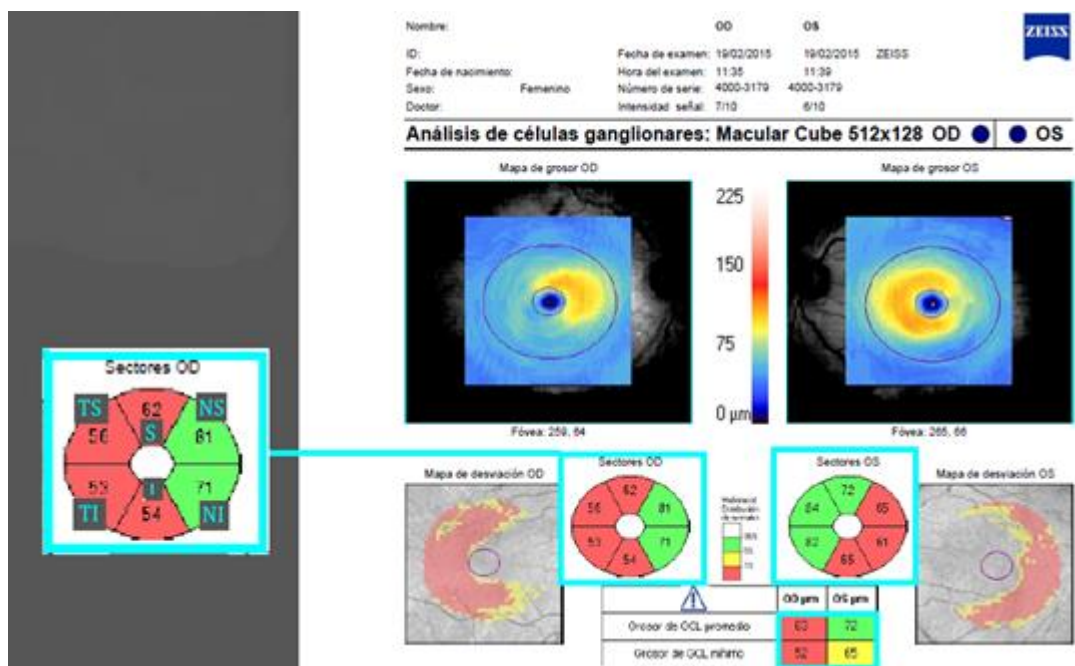 Nombre: OD OS
ZEISS
ID: Fecha de examen: 19/02/2015 19/02/2015 ZEISS
Fecha de nacimiento: Hora del examen: 11:35 11:39
Sexo: Femenino Número de serie: 4000-3179 4000-3179
Doctor: Intensidad señal: 7/10 6/10
Análisis de células ganglionares: Macular Cube 512x128 OD OS
Mapa de grosor OD Mapa de grosor OS
225
150
75
0 µm
Fóvea: 259, 64 Fóvea: 265, 66
Sectores OD
TS 62 NS
56 S 81
53 I 71
TI 54 NI
Mapa de desviación OD Sectores OD Sectores OS Mapa de desviación OS
62 72
56 81 84 65
53 71 82 61
54 65
Distribución
de normales
OD µm OS µm
Grosor de GCL promedio 63 72
Grosor de GCL mínimo 52 65